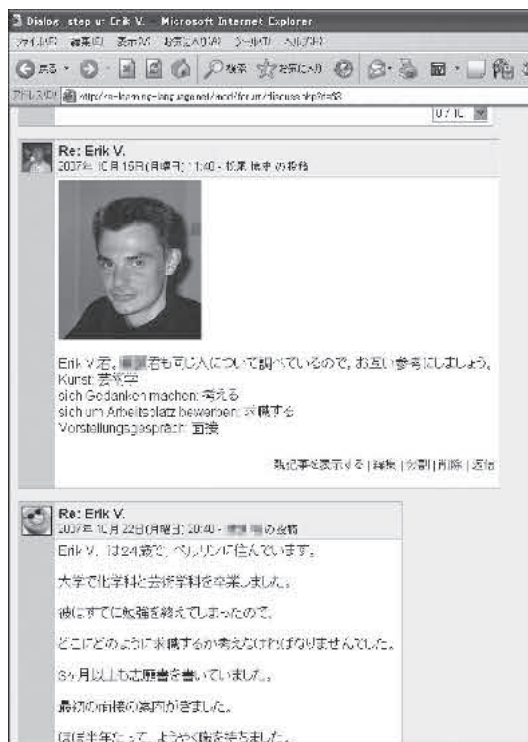 Dialog step ur Erik V. - Microsoft Internet Explorer
戻る 検索 お気に入り
Re: Erik V.
2007年 10月 15日(月曜日) 11:40 - の投稿
Erik V.君。 君も同じ人について調べているので、お互い参考にしましょう。
Kunst: 芸術学
sich Gedanken machen: 考える
sich um Arbeitsplatz bewerben: 求職する
Vorstellungsgespräch: 面接
親記事を表示する | 編集 | 分割 | 削除 | 返信
Re: Erik V.
2007年 10月 22日(月曜日) 20:40 - の投稿
Erik V. は24歳で、ベルリンに住んでいます。
大学で化学科と芸術学科を卒業しました。
彼はすでに勉強を終えてしまったので、
どこにどのように求職するか考えなければなりませんでした。
3ヶ月以上も志願書を書いていました。
最初の面接の案内がきました。
ほぼ半年たって、ようやく職を持ちました。